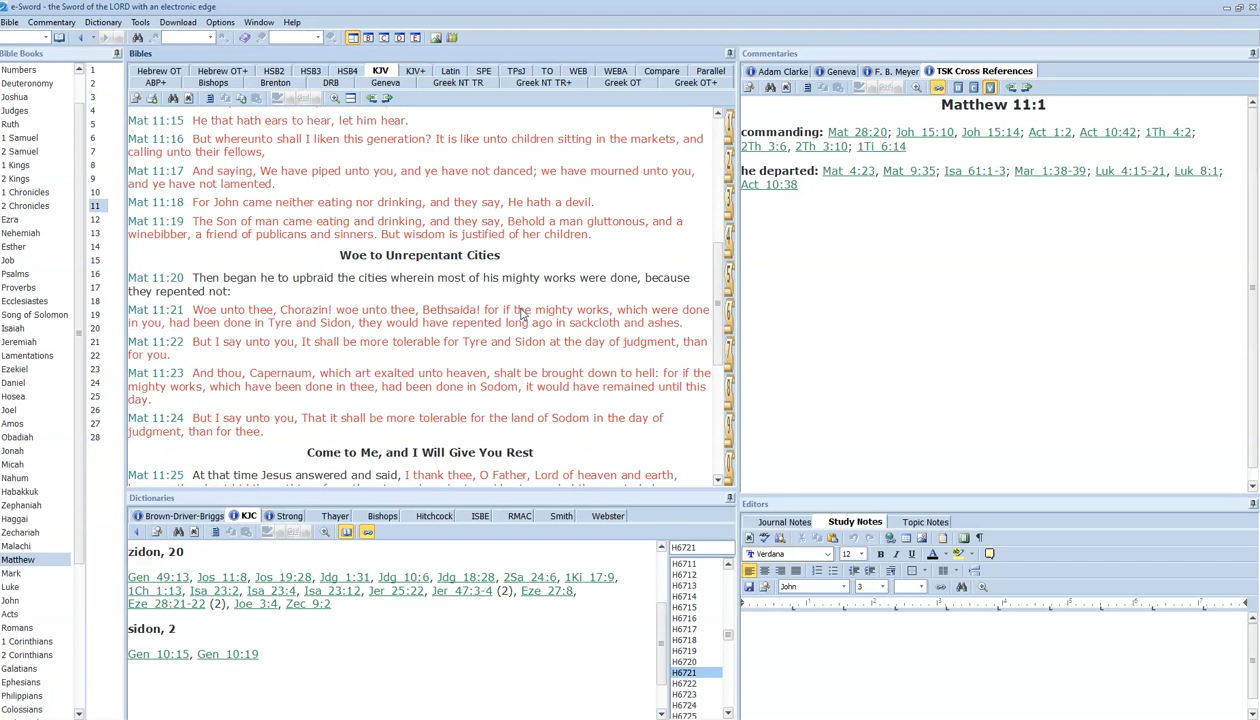 e-Sword - the Sword of the LORD with an electronic edge
Bible Commentary Dictionary Tools Download Options Window Help
B C D E
Bible Books
Numbers
Deuteronomy
Joshua
Judges
Ruth
1 Samuel
2 Samuel
1 Kings
2 Kings
1 Chronicles
2 Chronicles
Ezra
Nehemiah
Esther
Job
Psalms
Proverbs
Ecclesiastes
Song of Solomon
Isaiah
Jeremiah
Lamentations
Ezekiel
Daniel
Hosea
Joel
Amos
Obadiah
Jonah
Micah
Nahum
Habakkuk
Zephaniah
Haggai
Zechariah
Malachi
Matthew
Mark
Luke
John
Acts
Romans
1 Corinthians
2 Corinthians
Galatians
Ephesians
Philippians
Colossians
1
2
3
4
5
6
7
8
9
10
11
12
13
14
15
16
17
18
19
20
21
22
23
24
25
26
27
28
Bibles
Hebrew OT Hebrew OT+ HSB2 HSB3 HSB4 KJV KJV+ Latin SPE TPsJ TO WEB WEBA Compare Parallel
ABP+ Bishops Brenton DRB Geneva Greek NT TR Greek NT TR+ Greek OT Greek OT+
Mat 11:15 He that hath ears to hear, let him hear.
Mat 11:16 But whereunto shall I liken this generation? It is like unto children sitting in the markets, and
calling unto their fellows,
Mat 11:17 And saying, We have piped unto you, and ye have not danced; we have mourned unto you,
and ye have not lamented.
Mat 11:18 For John came neither eating nor drinking, and they say, He hath a devil.
Mat 11:19 The Son of man came eating and drinking, and they say, Behold a man gluttonous, and a
winebibber, a friend of publicans and sinners. But wisdom is justified of her children.
Woe to Unrepentant Cities
Mat 11:20 Then began he to upbraid the cities wherein most of his mighty works were done, because
they repented not:
Mat 11:21 Woe unto thee, Chorazin! woe unto thee, Bethsaida! for if the mighty works, which were done
in you, had been done in Tyre and Sidon, they would have repented long ago in sackcloth and ashes.
Mat 11:22 But I say unto you, It shall be more tolerable for Tyre and Sidon at the day of judgment, than
for you.
Mat 11:23 And thou, Capernaum, which art exalted unto heaven, shalt be brought down to hell: for if the
mighty works, which have been done in thee, had been done in Sodom, it would have remained until this
day.
Mat 11:24 But I say unto you, That it shall be more tolerable for the land of Sodom in the day of
judgment, than for thee.
Come to Me, and I Will Give You Rest
Mat 11:25 At that time Jesus answered and said, I thank thee, O Father, Lord of heaven and earth,
Dictionaries
Brown-Driver-Briggs KJC Strong Thayer Bishops Hitchcock ISBE RMAC Smith Webster
zidon, 20
Gen 49:13, Jos 11:8, Jos 19:28, Jdg 1:31, Jdg 10:6, Jdg 18:28, 2Sa 24:6, 1Ki 17:9,
1Ch 1:13, Isa 23:2, Isa 23:4, Isa 23:12, Jer 25:22, Jer 47:3-4 (2), Eze 27:8,
Eze 28:21-22 (2), Joe 3:4, Zec 9:2
sidon, 2
Gen 10:15, Gen 10:19
H6721
H6711
H6712
H6713
H6714
H6715
H6716
H6717
H6718
H6719
H6720
H6721
H6722
H6723
H6724
H6725
Commentaries
Adam Clarke Geneva F. B. Meyer TSK Cross References
Matthew 11:1
commanding: Mat 28:20; Joh 15:10, Joh 15:14; Act 1:2, Act 10:42; 1Th 4:2;
2Th 3:6, 2Th 3:10; 1Ti 6:14
he departed: Mat 4:23, Mat 9:35; Isa 61:1-3; Mar 1:38-39; Luk 4:15-21, Luk 8:1;
Act 10:38
Editors
Journal Notes Study Notes Topic Notes
Verdana 12 B I U A
John 3
1 2 3 4 5 6 7